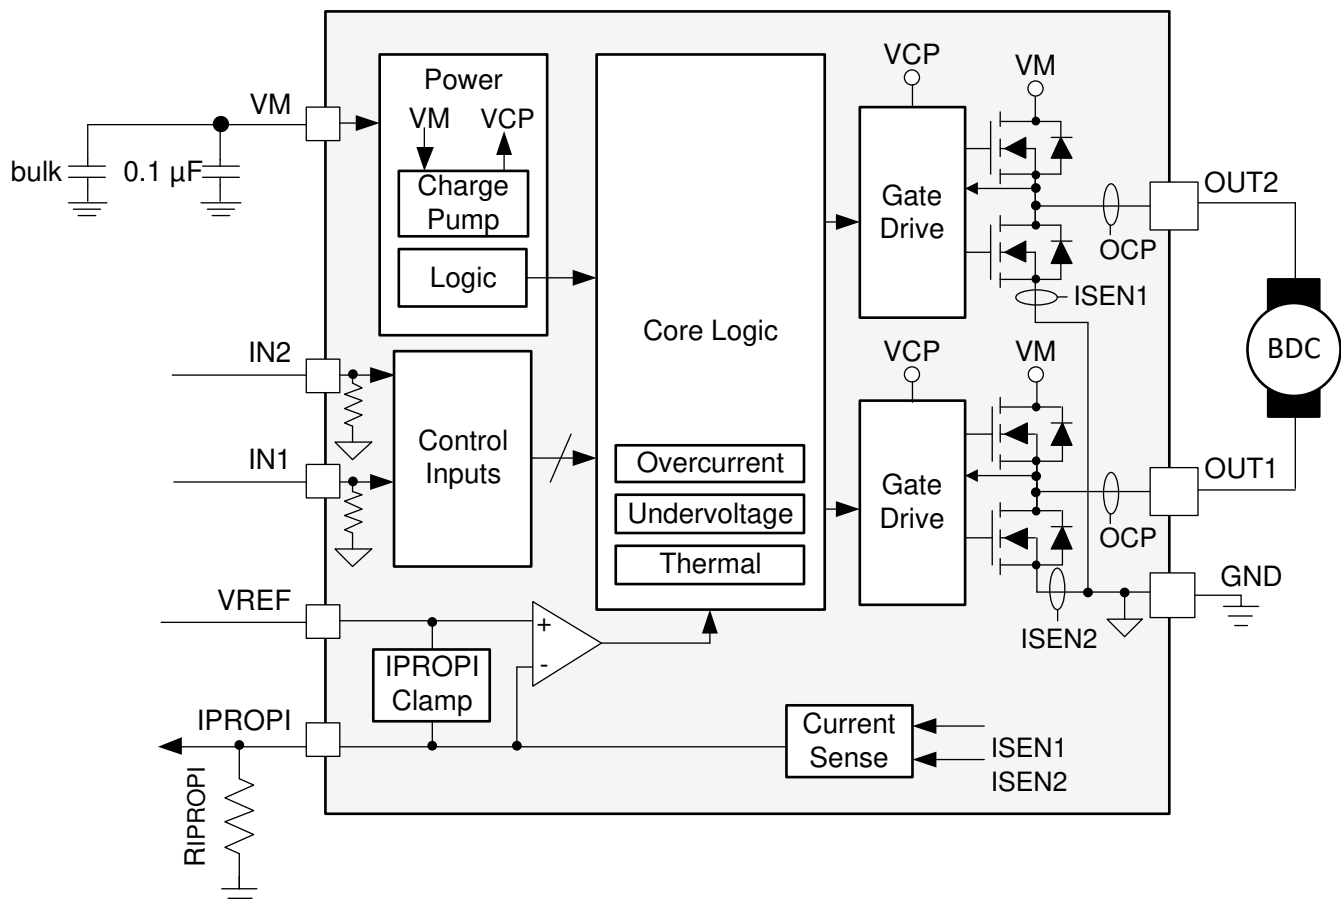 VCP
VM
Power
VM
VM
VCP
bulk
0.1 µF
Charge
Pump
Gate
Drive
OUT2
OCP
Logic
ISEN1
Core Logic
BDC
IN2
VCP
VM
Control
Inputs
IN1
Overcurrent
OUT1
Undervoltage
Gate
Drive
OCP
Thermal
GND
VREF
ISEN2
+
-
IPROPI
Clamp
IPROPI
Current
Sense
ISEN1
ISEN2
RIPROPI